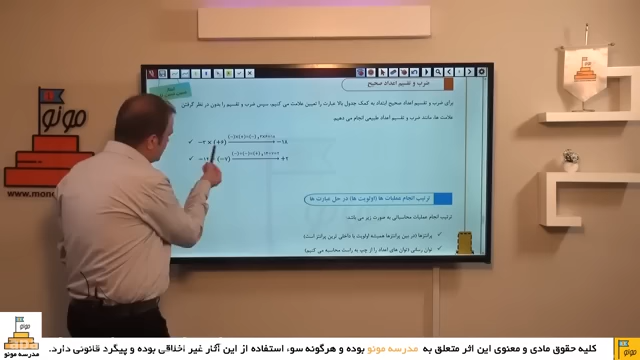 ضرب و تقسیم اعداد صحیح
برای ضرب و تقسیم اعداد صحیح ابتدا به کمک جدول بالا عبارت را تعیین علامت می کنیم، سپس ضرب و تقسیم را بدون در نظر گرفتن
علامت ها، مانند ضرب و تقسیم اعداد طبیعی انجام می دهیم.
ترتیب انجام عملیات ها (اولویت ها) در حل عبارت ها
ترتیب انجام عملیات محاسباتی به صورت زیر می باشد:
✓ پرانتزها (در بین پرانتزها همیشه اولویت با داخلی ترین پرانتز است)
✓ توان رسانی (توان های اعداد را از چپ به راست محاسبه می کنیم)
مونو
www.mone
مدرسه مونو
کلیه حقوق مادی و معنوی این اثر متعلق به مدرسه مونو بوده و هرگونه سوء استفاده از این آثار غیر اخلاقی بوده و پیگرد قانونی دارد.